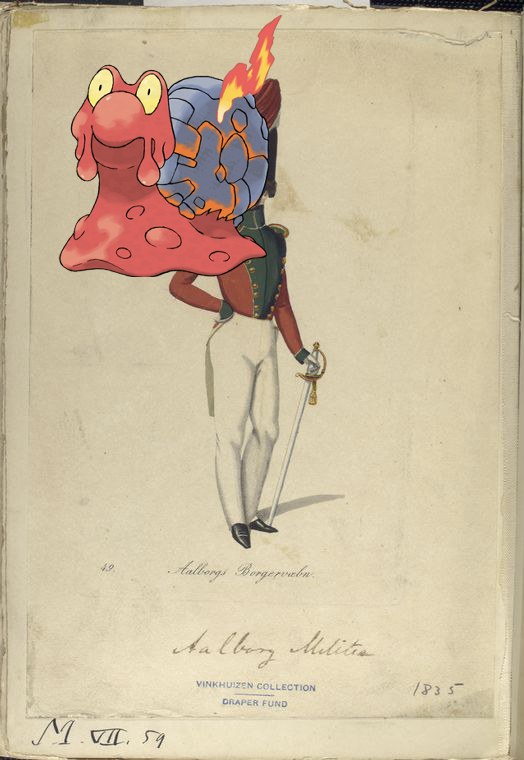 49. Aalborgs Borgervæbn.
Aalborg Militia
VINKHUIZEN COLLECTION
DRAPER FUND
1835
M. VII. 59